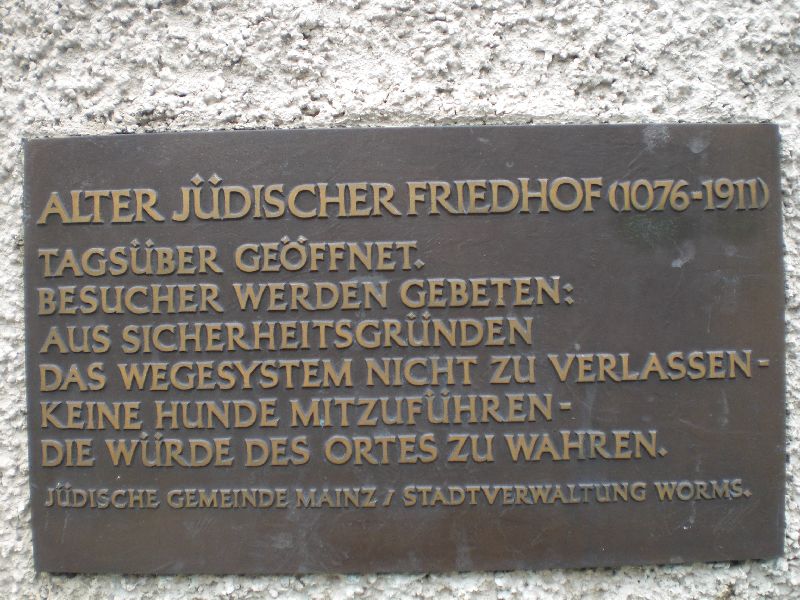 ALTER JÜDISCHER FRIEDHOF (1076-1911)
TAGSÜBER GEÖFFNET.
BESUCHER WERDEN GEBETEN:
AUS SICHERHEITSGRÜNDEN
DAS WEGESYSTEM NICHT ZU VERLASSEN-
KEINE HUNDE MITZUFÜHREN-
DIE WÜRDE DES ORTES ZU WAHREN.
JÜDISCHE GEMEINDE MAINZ / STADTVERWALTUNG WORMS.